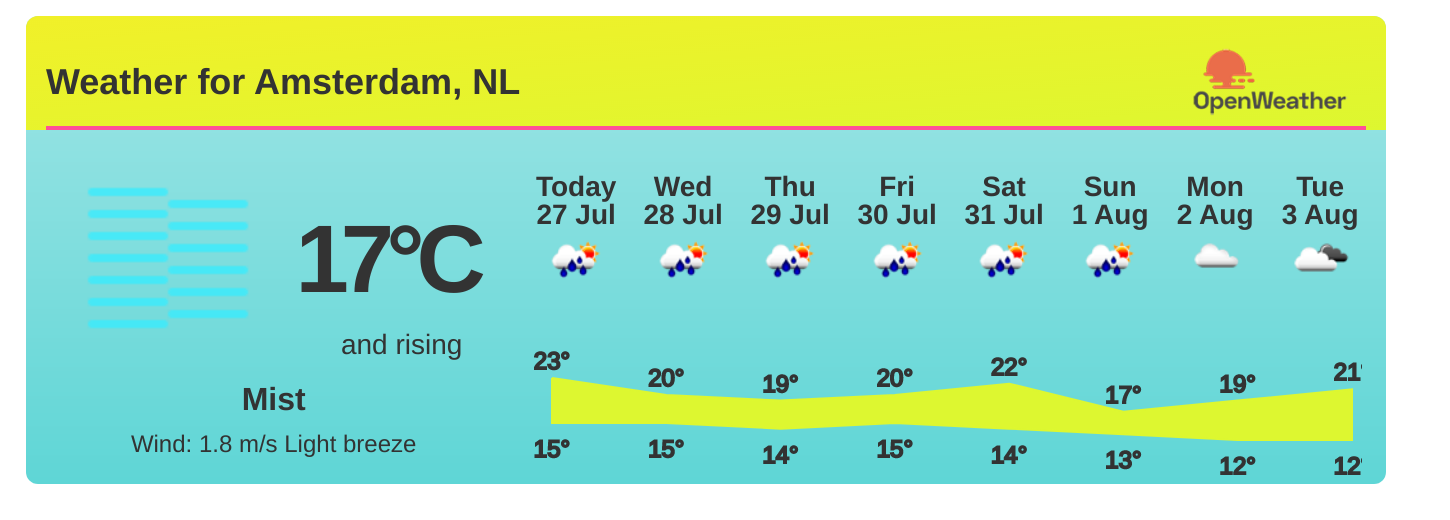 Weather for Amsterdam, NL
OpenWeather
17°C
and rising
Mist
Wind: 1.8 m/s Light breeze
Today Wed Thu Fri Sat Sun Mon Tue
27 Jul 28 Jul 29 Jul 30 Jul 31 Jul 1 Aug 2 Aug 3 Aug
23° 20° 19° 20° 22° 17° 19° 21°
15° 15° 14° 15° 14° 13° 12° 12°